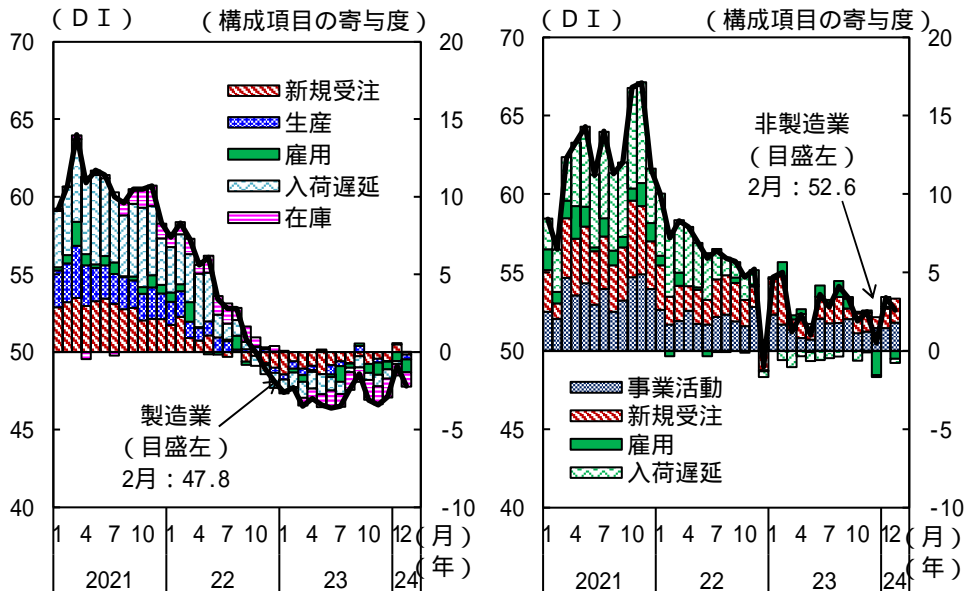 (ＤＩ) (構成項目の寄与度)
70 20
65 15
60 10
55 5
50 0
45 -5
40 -10
新規受注
生産
雇用
入荷遅延
在庫
製造業
(目盛左)
2月：47.8
1 4 7 10 1 4 7 10 1 4 7 10 12 (月)
2021 22 23 24 (年)
(ＤＩ) (構成項目の寄与度)
70 20
65 15
60 10
55 5
50 0
45 -5
40 -10
非製造業
(目盛左)
2月：52.6
事業活動
新規受注
雇用
入荷遅延
1 4 7 10 1 4 7 10 1 4 7 10 12 (月)
2021 22 23 24 (年)